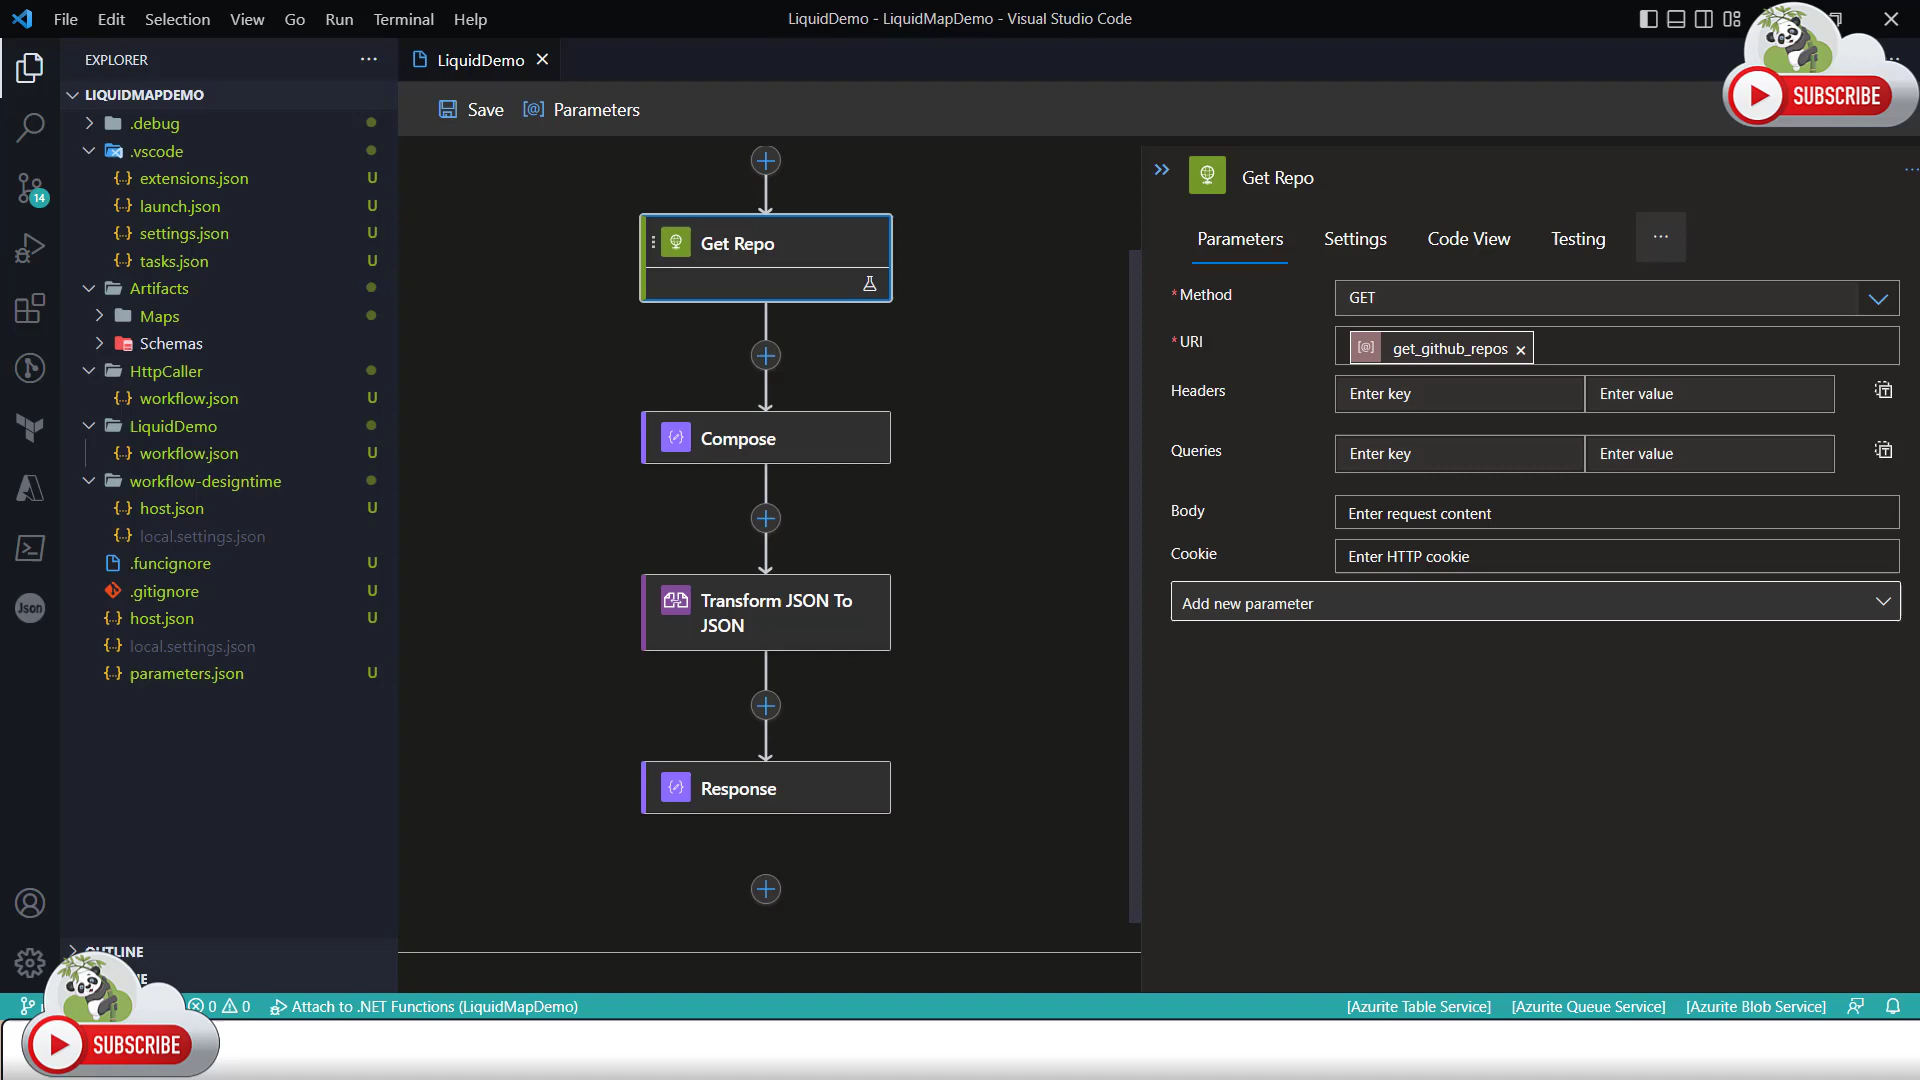 File Edit Selection View Go Run Terminal Help
LiquidDemo - LiquidMapDemo - Visual Studio Code
SUBSCRIBE
EXPLORER
LIQUIDMAPDEMO
.debug
.vscode
extensions.json U
launch.json U
settings.json U
tasks.json U
Artifacts
Maps
Schemas
HttpCaller
workflow.json U
LiquidDemo
workflow.json U
workflow-designtime
host.json U
local.settings.json
.funcignore U
.gitignore U
host.json U
local.settings.json
parameters.json U
OUTLINE
14
Json
LiquidDemo
Save
[@] Parameters
Get Repo
Compose
Transform JSON To
JSON
Response
Get Repo
Parameters Settings Code View Testing ...
*Method GET
*URI [@] get_github_repos ×
Headers Enter key Enter value
Queries Enter key Enter value
Body Enter request content
Cookie Enter HTTP cookie
Add new parameter
0 0 Attach to .NET Functions (LiquidMapDemo)
[Azurite Table Service] [Azurite Queue Service] [Azurite Blob Service]
SUBSCRIBE